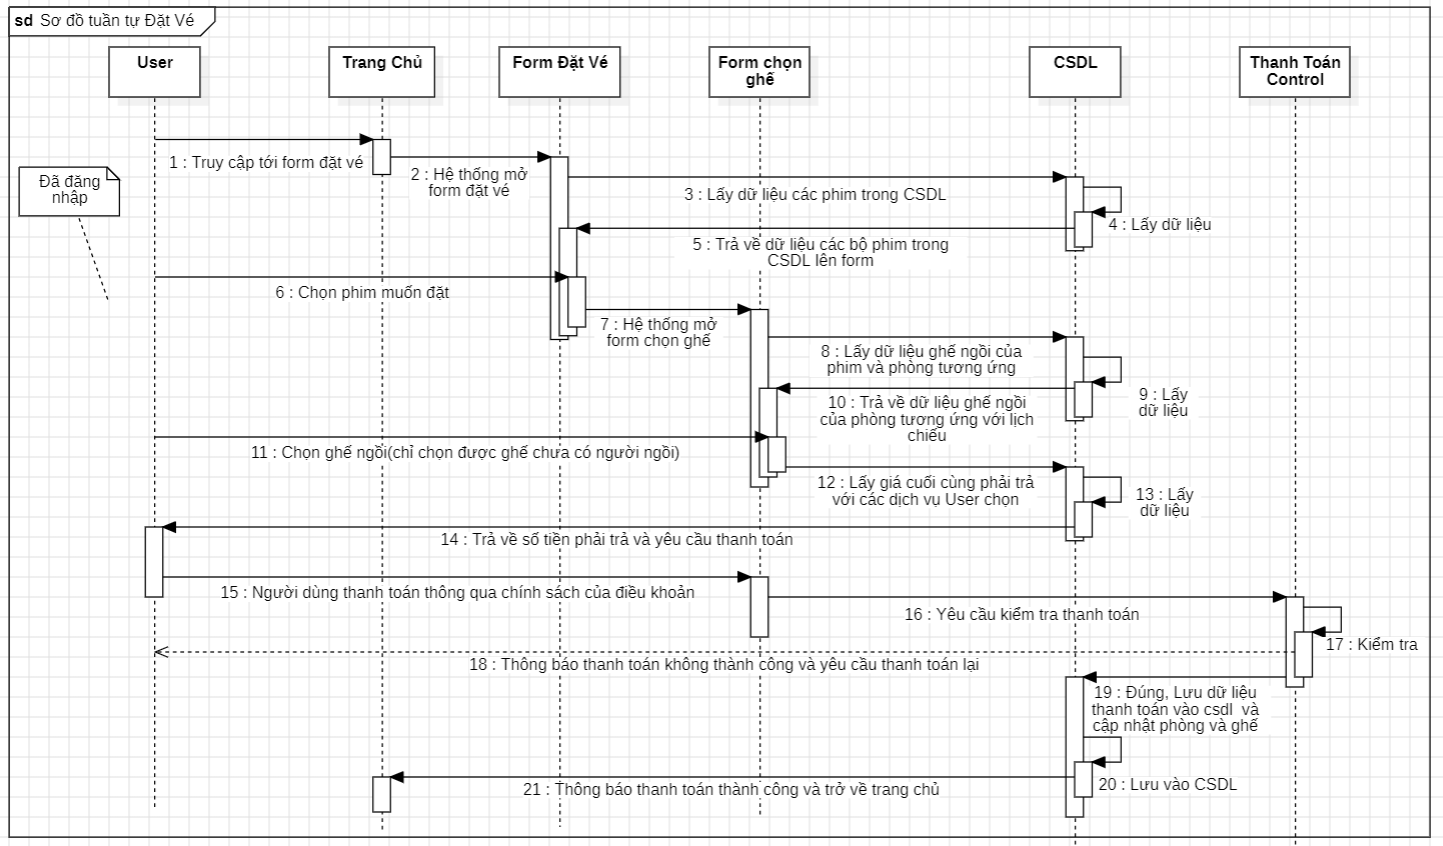 sd Sơ đồ tuần tự Đặt Vé
User
Trang Chủ
Form Đặt Vé
Form chọn
ghế
CSDL
Thanh Toán
Control
1 : Truy cập tới form đặt vé
Đã đăng
nhập
2 : Hệ thống mở
form đặt vé
3 : Lấy dữ liệu các phim trong CSDL
4 : Lấy dữ liệu
5 : Trả về dữ liệu các bộ phim trong
CSDL lên form
6 : Chọn phim muốn đặt
7 : Hệ thống mở
form chọn ghế
8 : Lấy dữ liệu ghế ngồi của
phim và phòng tương ứng
9 : Lấy
dữ liệu
10 : Trả về dữ liệu ghế ngồi
của phòng tương ứng với lịch
chiếu
11 : Chọn ghế ngồi(chỉ chọn được ghế chưa có người ngồi)
12 : Lấy giá cuối cùng phải trả
với các dịch vụ User chọn
13 : Lấy
dữ liệu
14 : Trả về số tiền phải trả và yêu cầu thanh toán
15 : Người dùng thanh toán thông qua chính sách của điều khoản
16 : Yêu cầu kiểm tra thanh toán
17 : Kiểm tra
18 : Thông báo thanh toán không thành công và yêu cầu thanh toán lại
19 : Đúng, Lưu dữ liệu
thanh toán vào csdl và
cập nhật phòng và ghế
20 : Lưu vào CSDL
21 : Thông báo thanh toán thành công và trở về trang chủ